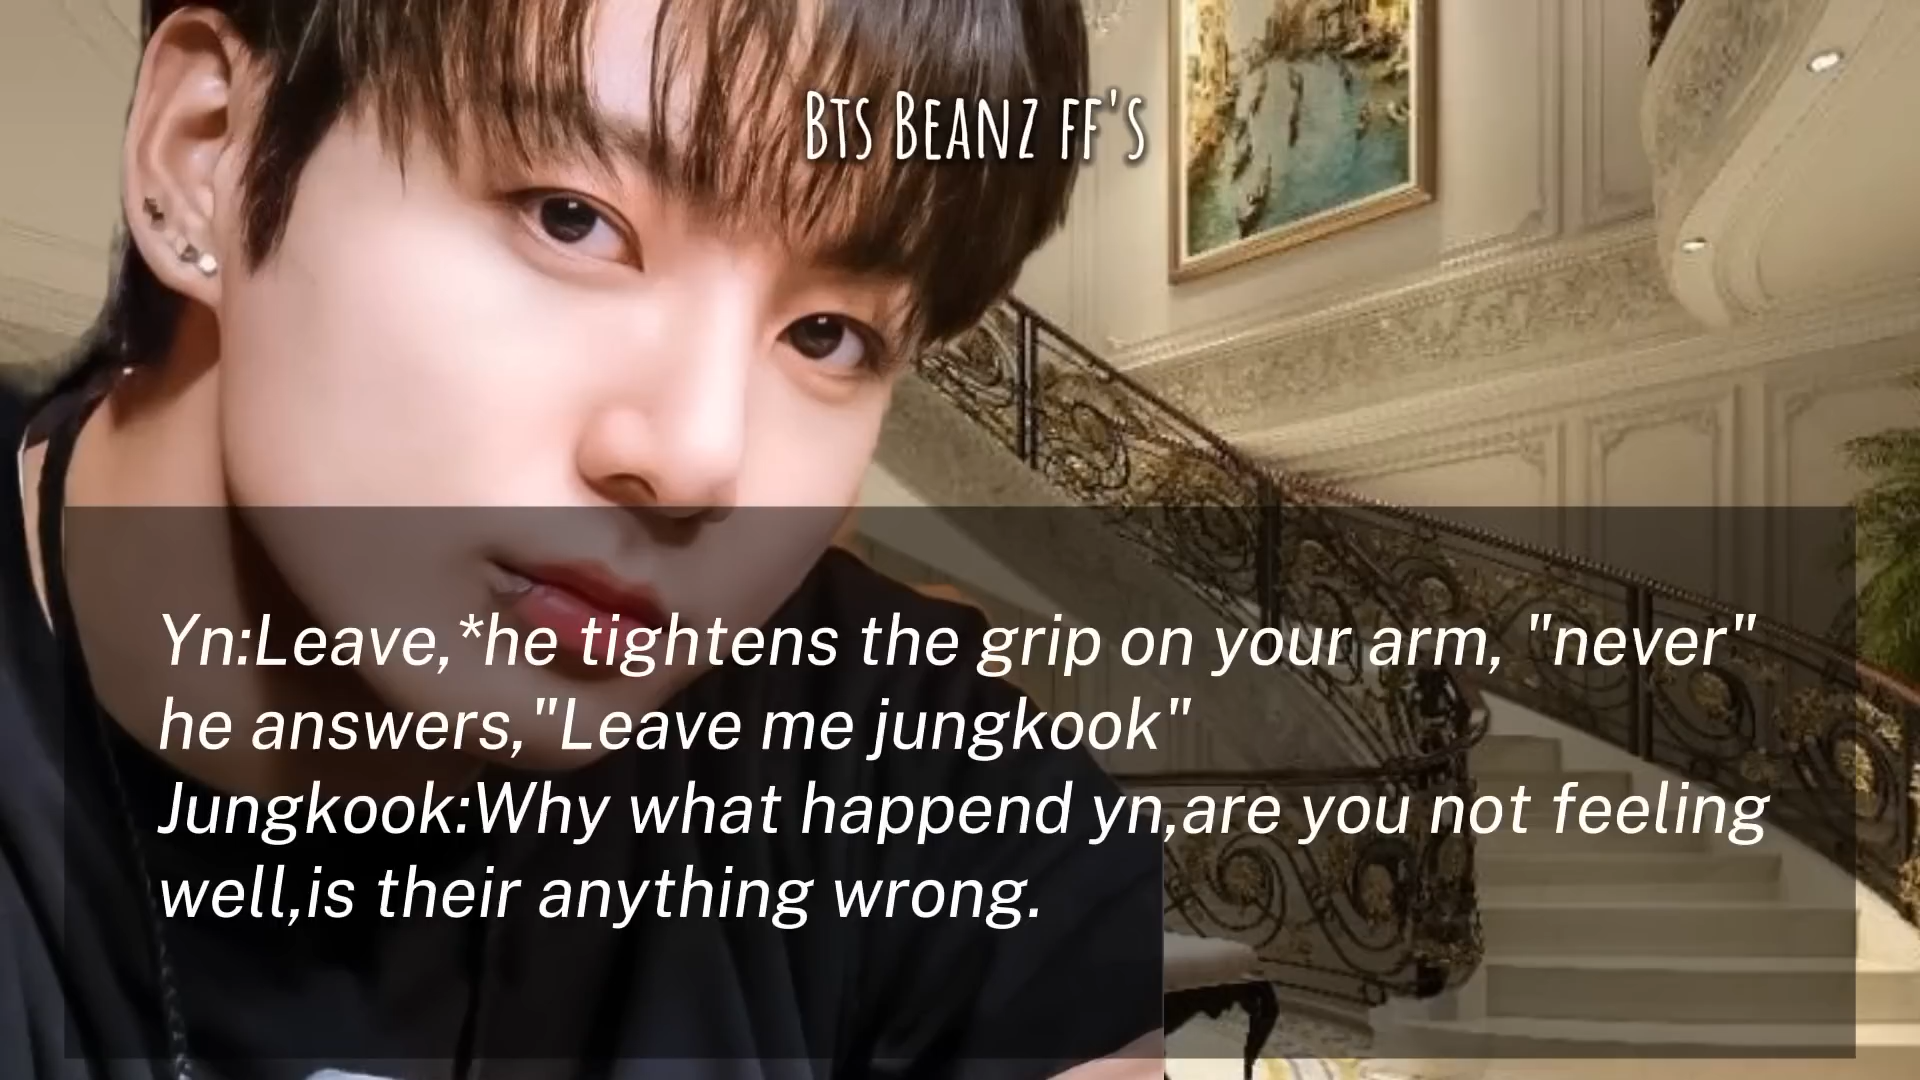 Bts Beanz ff's
Yn:Leave,*he tightens the grip on your arm, "never"
he answers,"Leave me jungkook"
Jungkook:Why what happend yn,are you not feeling
well,is their anything wrong.